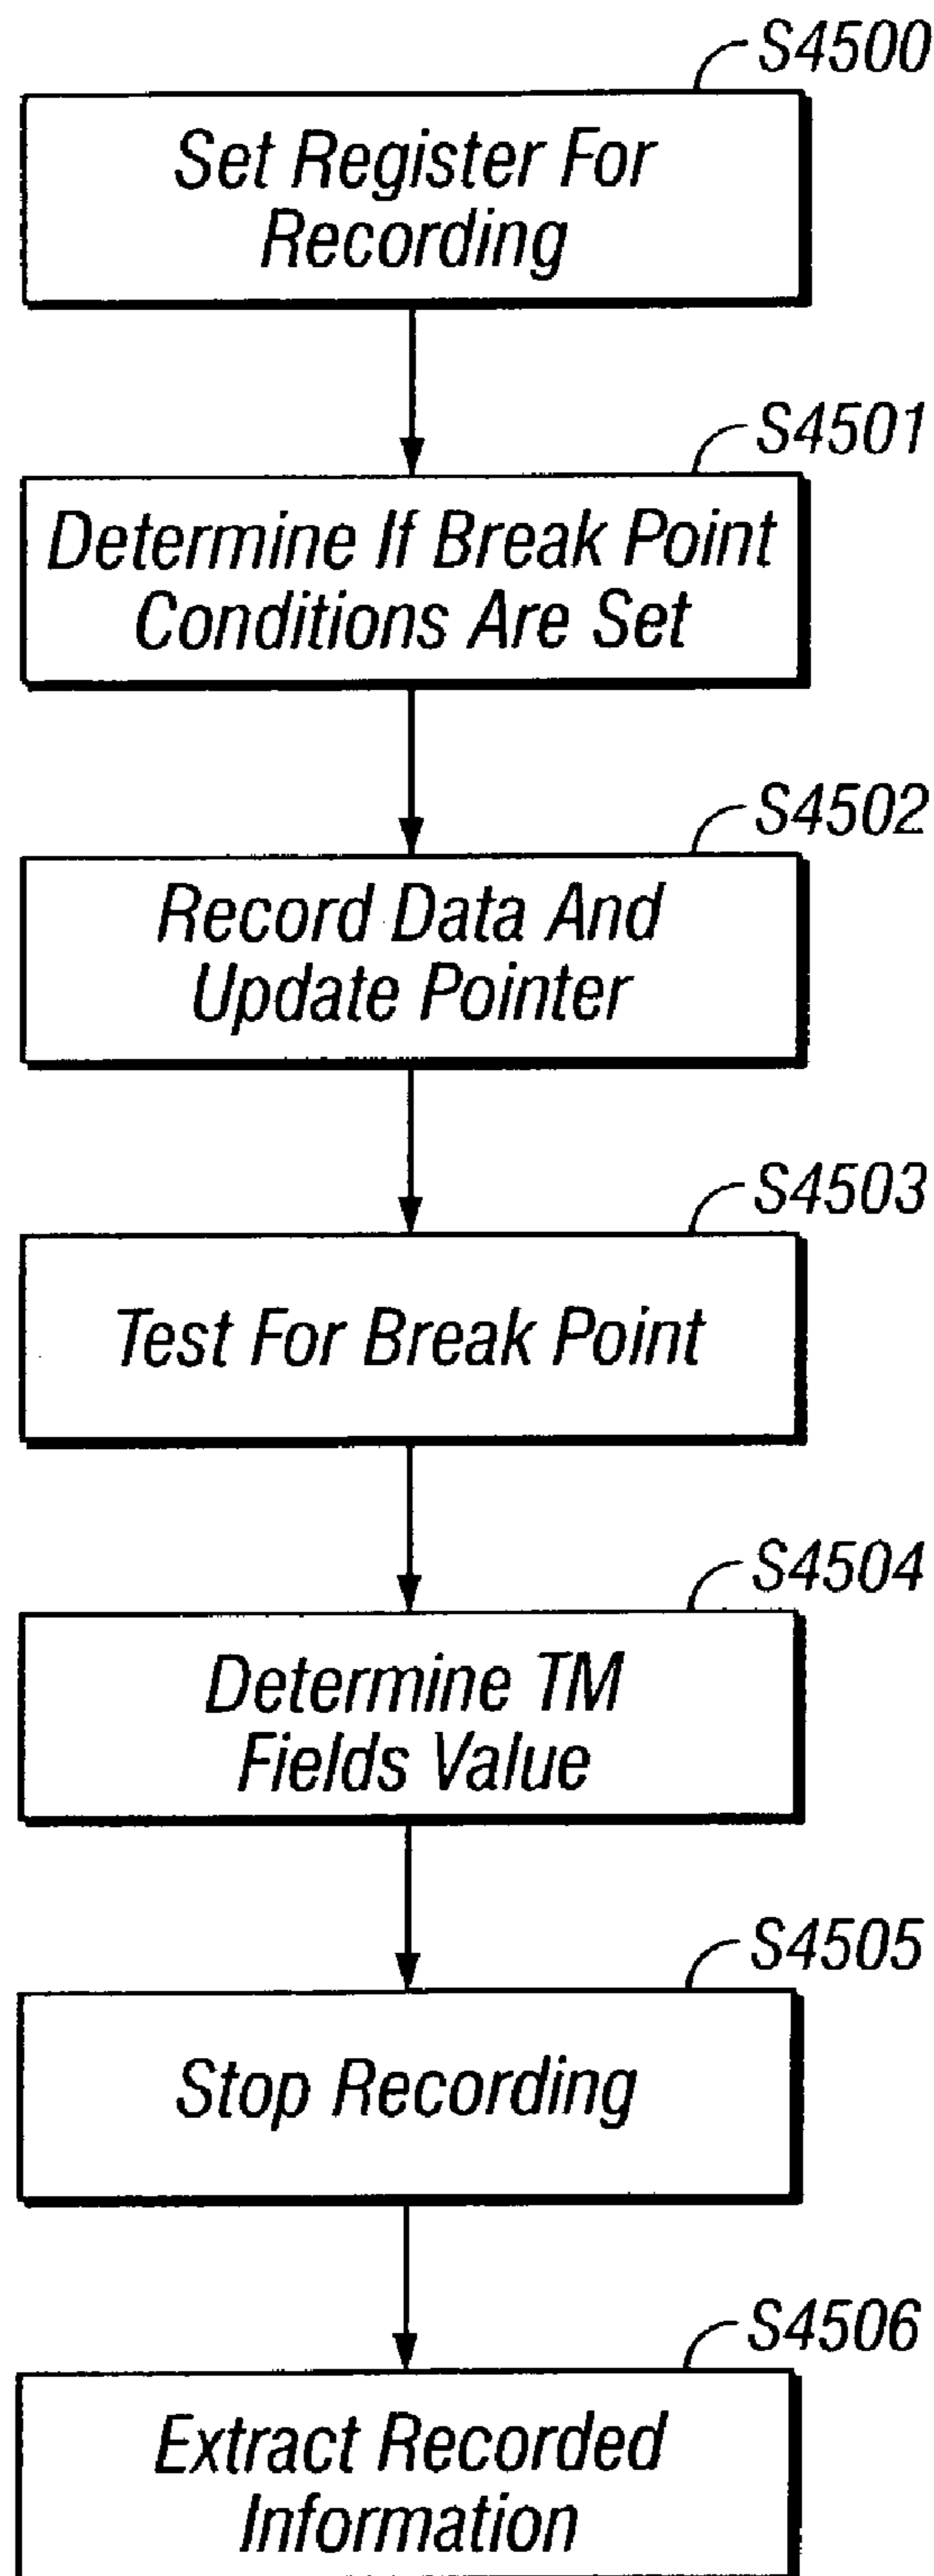 S4500
Set Register For
Recording
S4501
Determine If Break Point
Conditions Are Set
S4502
Record Data And
Update Pointer
S4503
Test For Break Point
S4504
Determine TM
Fields Value
S4505
Stop Recording
S4506
Extract Recorded
Information